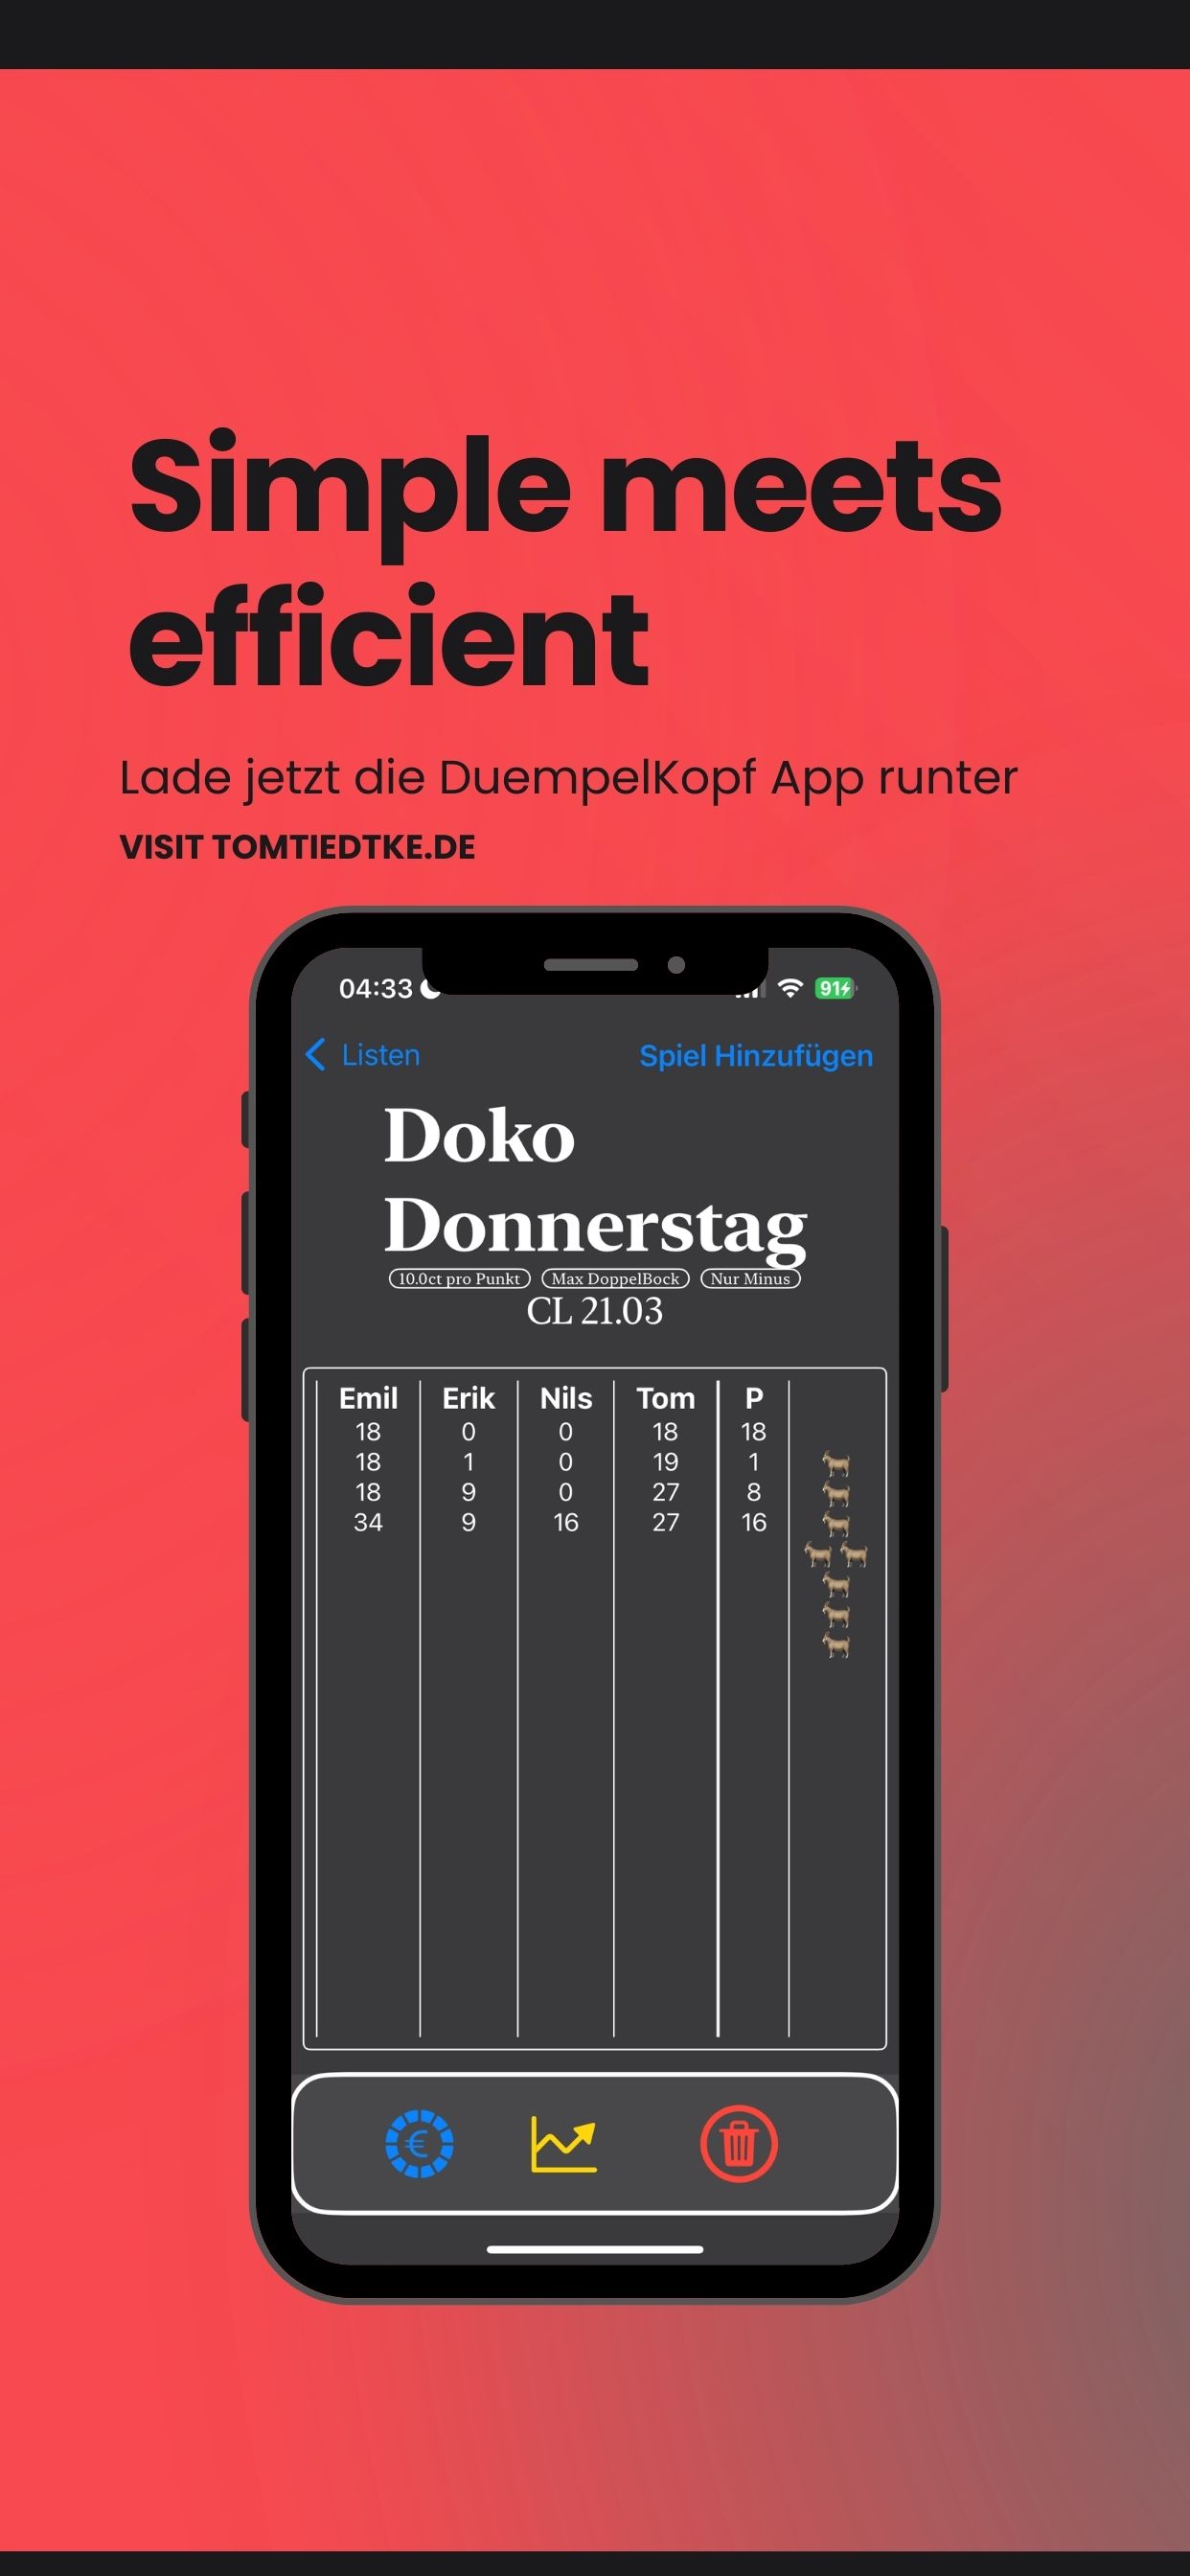 Simple meets
efficient
Lade jetzt die DuempelKopf App runter
VISIT TOMTIEDTKE.DE
04:33 91
Listen Spiel Hinzufügen
Doko
Donnerstag
10.0ct pro Punkt Max DoppelBock Nur Minus
CL 21.03
Emil Erik Nils Tom P
18 0 0 18 18
18 1 0 19 1
18 9 0 27 8
34 9 16 27 16
€